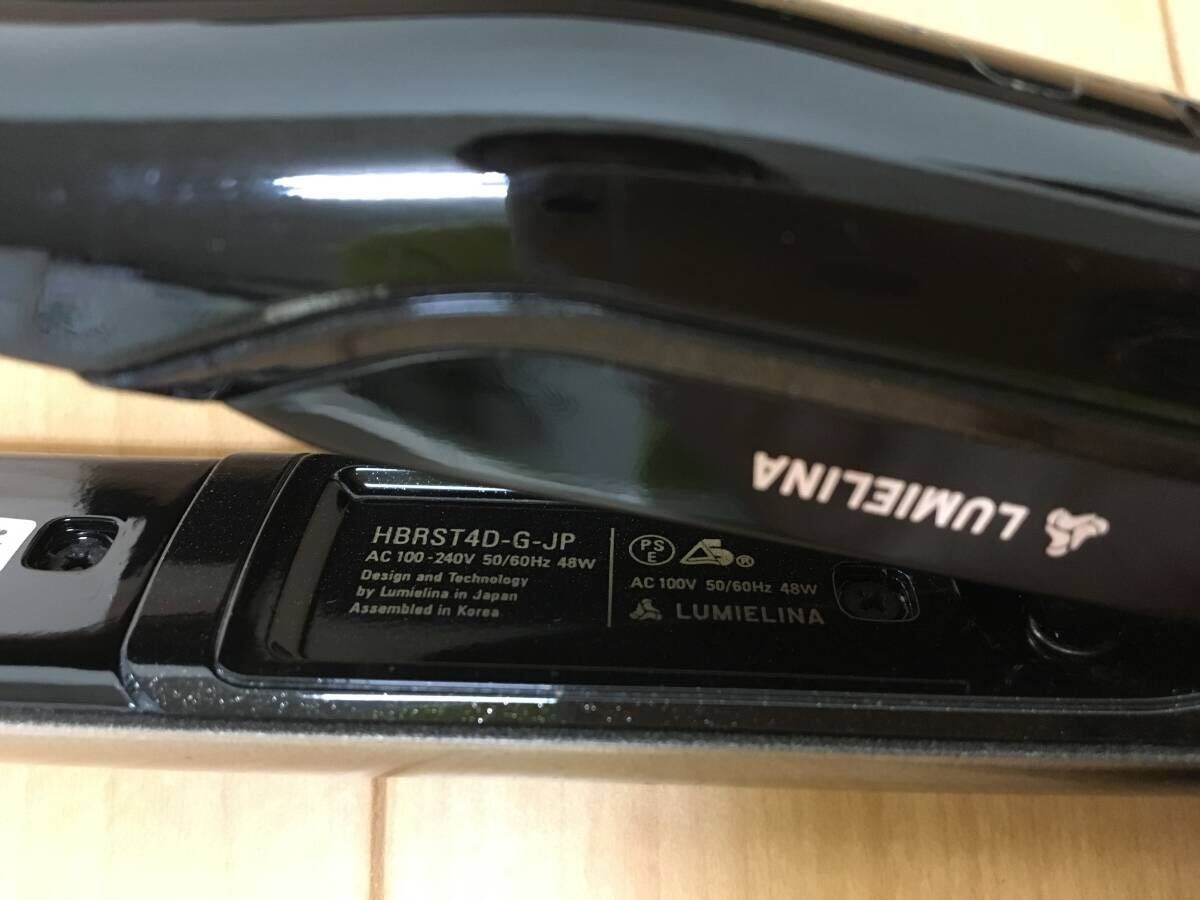 LUMIELINA
HBRST4D-G-JP
AC 100-240V 50/60Hz 48W
Design and Technology
by Lumielina in Japan
Assembled in Korea
PS
E
®
AC 100V 50/60Hz 48W
LUMIELINA